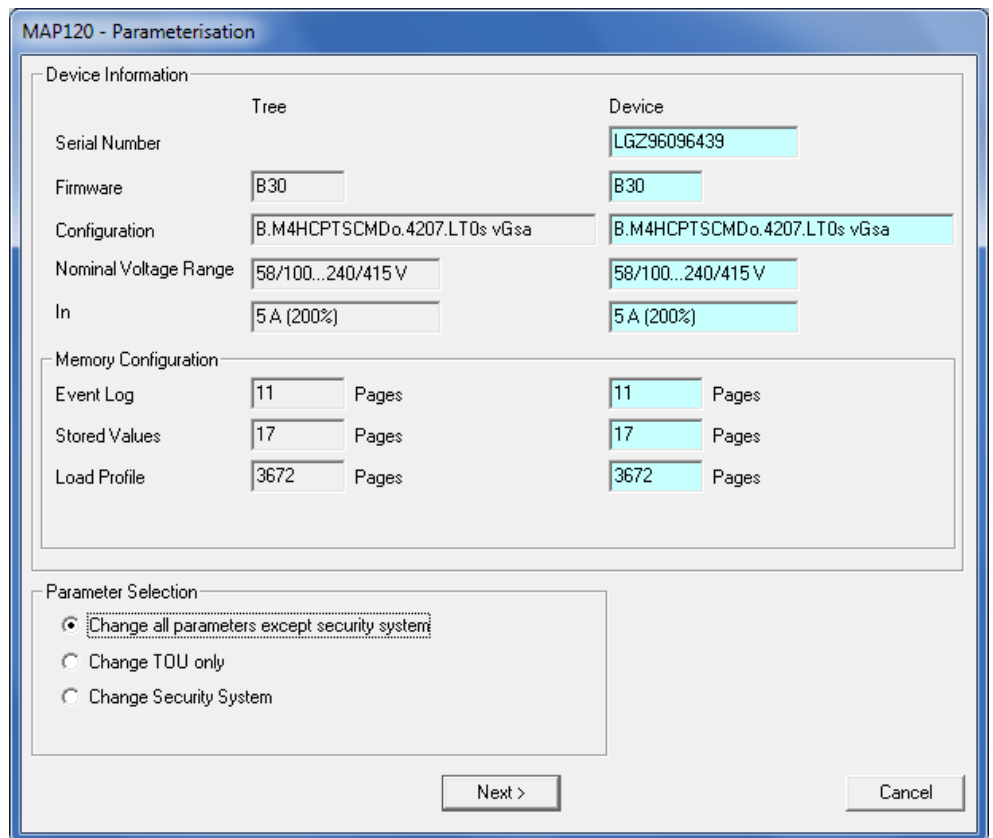 MAP120 - Parameterisation
Device Information
Tree Device
Serial Number LGZ96096439
Firmware B30 B30
Configuration B.M4HCPTSCMDo.4207.LT0s vGsa B.M4HCPTSCMDo.4207.LT0s vGsa
Nominal Voltage Range 58/100...240/415 V 58/100...240/415 V
In 5 A (200%) 5 A (200%)
Memory Configuration
Event Log 11 Pages 11 Pages
Stored Values 17 Pages 17 Pages
Load Profile 3672 Pages 3672 Pages
Parameter Selection
Change all parameters except security system
Change TOU only
Change Security System
Next > Cancel